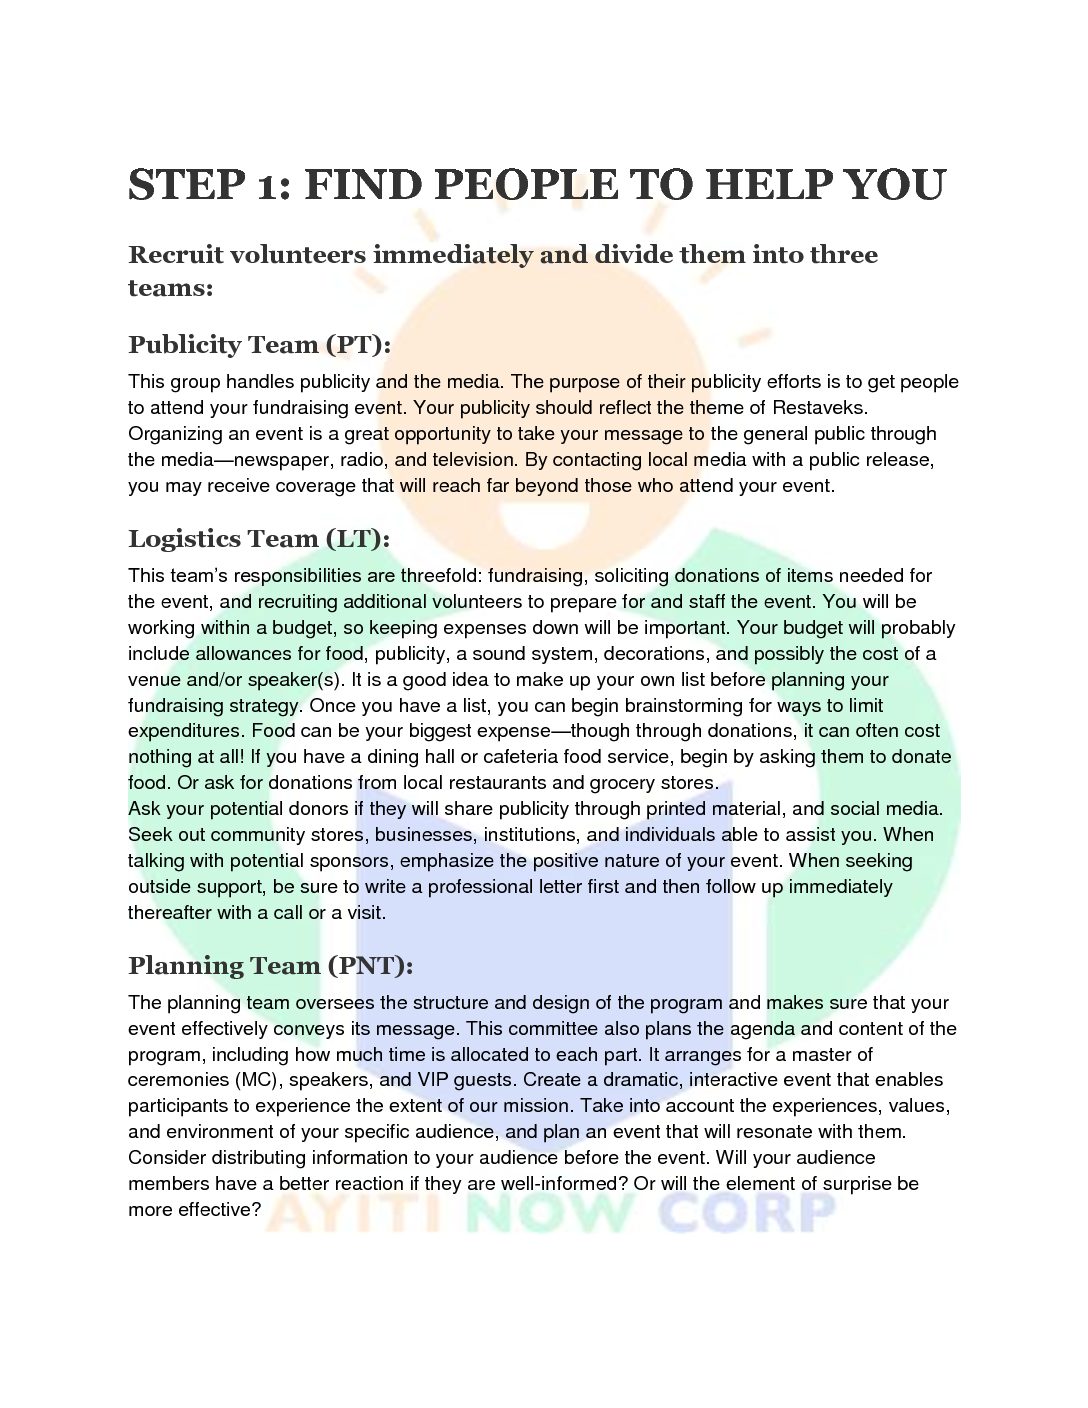 STEP 1: FIND PEOPLE TO HELP YOU
Recruit volunteers immediately and divide them into three
teams:
Publicity Team (PT):
This group handles publicity and the media. The purpose of their publicity efforts is to get people
to attend your fundraising event. Your publicity should reflect the theme of Restaveks.
Organizing an event is a great opportunity to take your message to the general public through
the media—newspaper, radio, and television. By contacting local media with a public release,
you may receive coverage that will reach far beyond those who attend your event.
Logistics Team (LT):
This team’s responsibilities are threefold: fundraising, soliciting donations of items needed for
the event, and recruiting additional volunteers to prepare for and staff the event. You will be
working within a budget, so keeping expenses down will be important. Your budget will probably
include allowances for food, publicity, a sound system, decorations, and possibly the cost of a
venue and/or speaker(s). It is a good idea to make up your own list before planning your
fundraising strategy. Once you have a list, you can begin brainstorming for ways to limit
expenditures. Food can be your biggest expense—though through donations, it can often cost
nothing at all! If you have a dining hall or cafeteria food service, begin by asking them to donate
food. Or ask for donations from local restaurants and grocery stores.
Ask your potential donors if they will share publicity through printed material, and social media.
Seek out community stores, businesses, institutions, and individuals able to assist you. When
talking with potential sponsors, emphasize the positive nature of your event. When seeking
outside support, be sure to write a professional letter first and then follow up immediately
thereafter with a call or a visit.
Planning Team (PNT):
The planning team oversees the structure and design of the program and makes sure that your
event effectively conveys its message. This committee also plans the agenda and content of the
program, including how much time is allocated to each part. It arranges for a master of
ceremonies (MC), speakers, and VIP guests. Create a dramatic, interactive event that enables
participants to experience the extent of our mission. Take into account the experiences, values,
and environment of your specific audience, and plan an event that will resonate with them.
Consider distributing information to your audience before the event. Will your audience
members have a better reaction if they are well-informed? Or will the element of surprise be
more effective?
AYITI NOW CORP